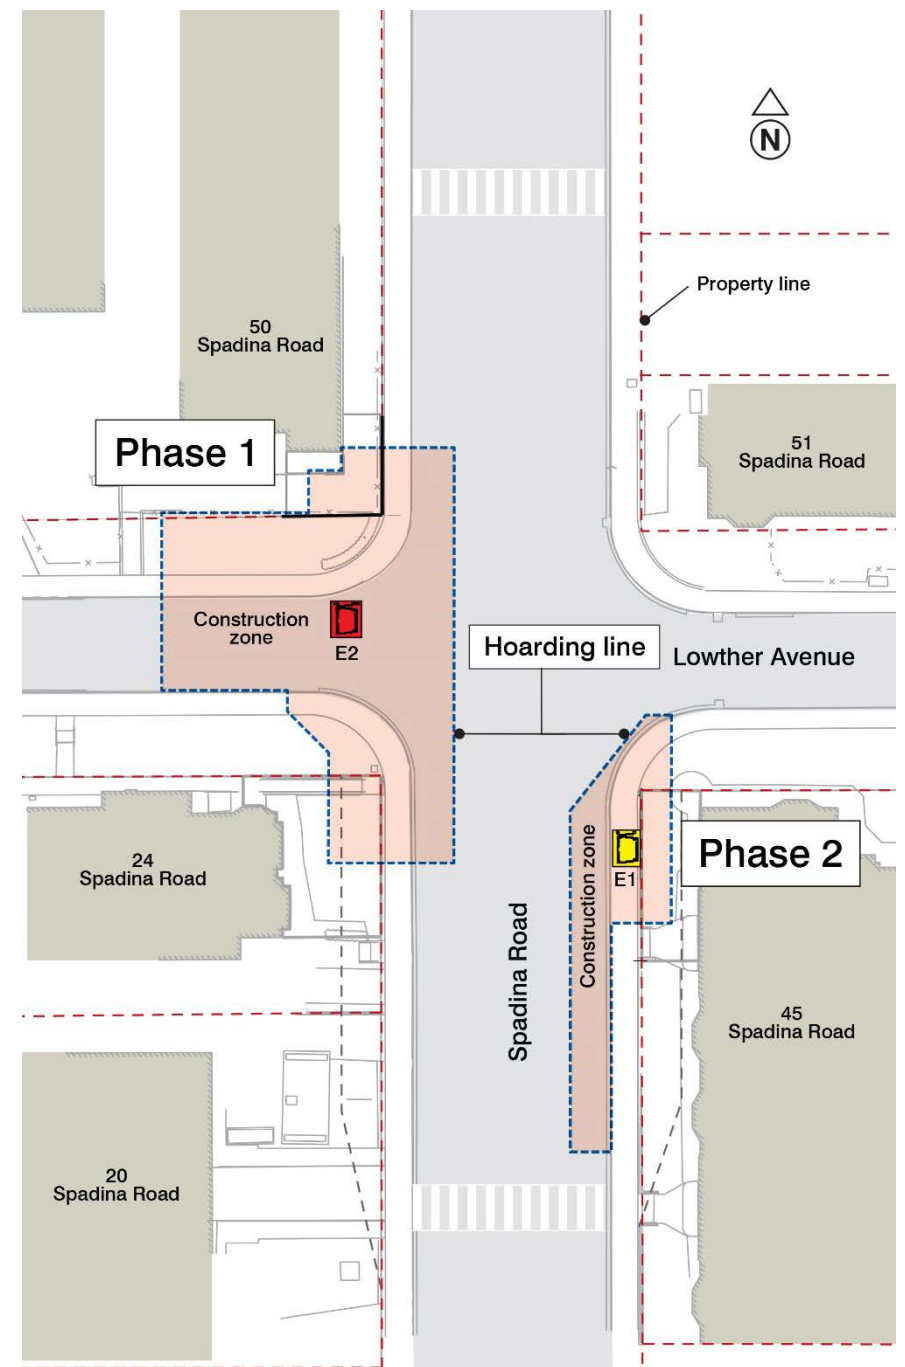 N
Property line
50
Spadina Road
Phase 1
51
Spadina Road
Construction
zone
E2
Hoarding line
Lowther Avenue
24
Spadina Road
Construction zone
E1
Phase 2
Spadina Road
45
Spadina Road
20
Spadina Road